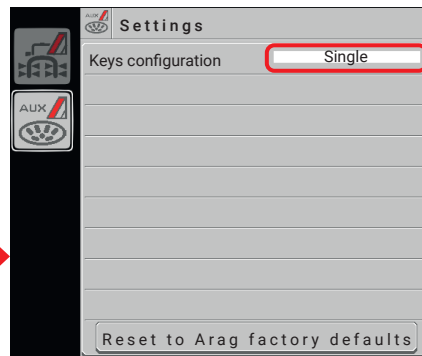 AUX
Settings
Keys configuration
Single
AUX
Reset to Arag factory defaults